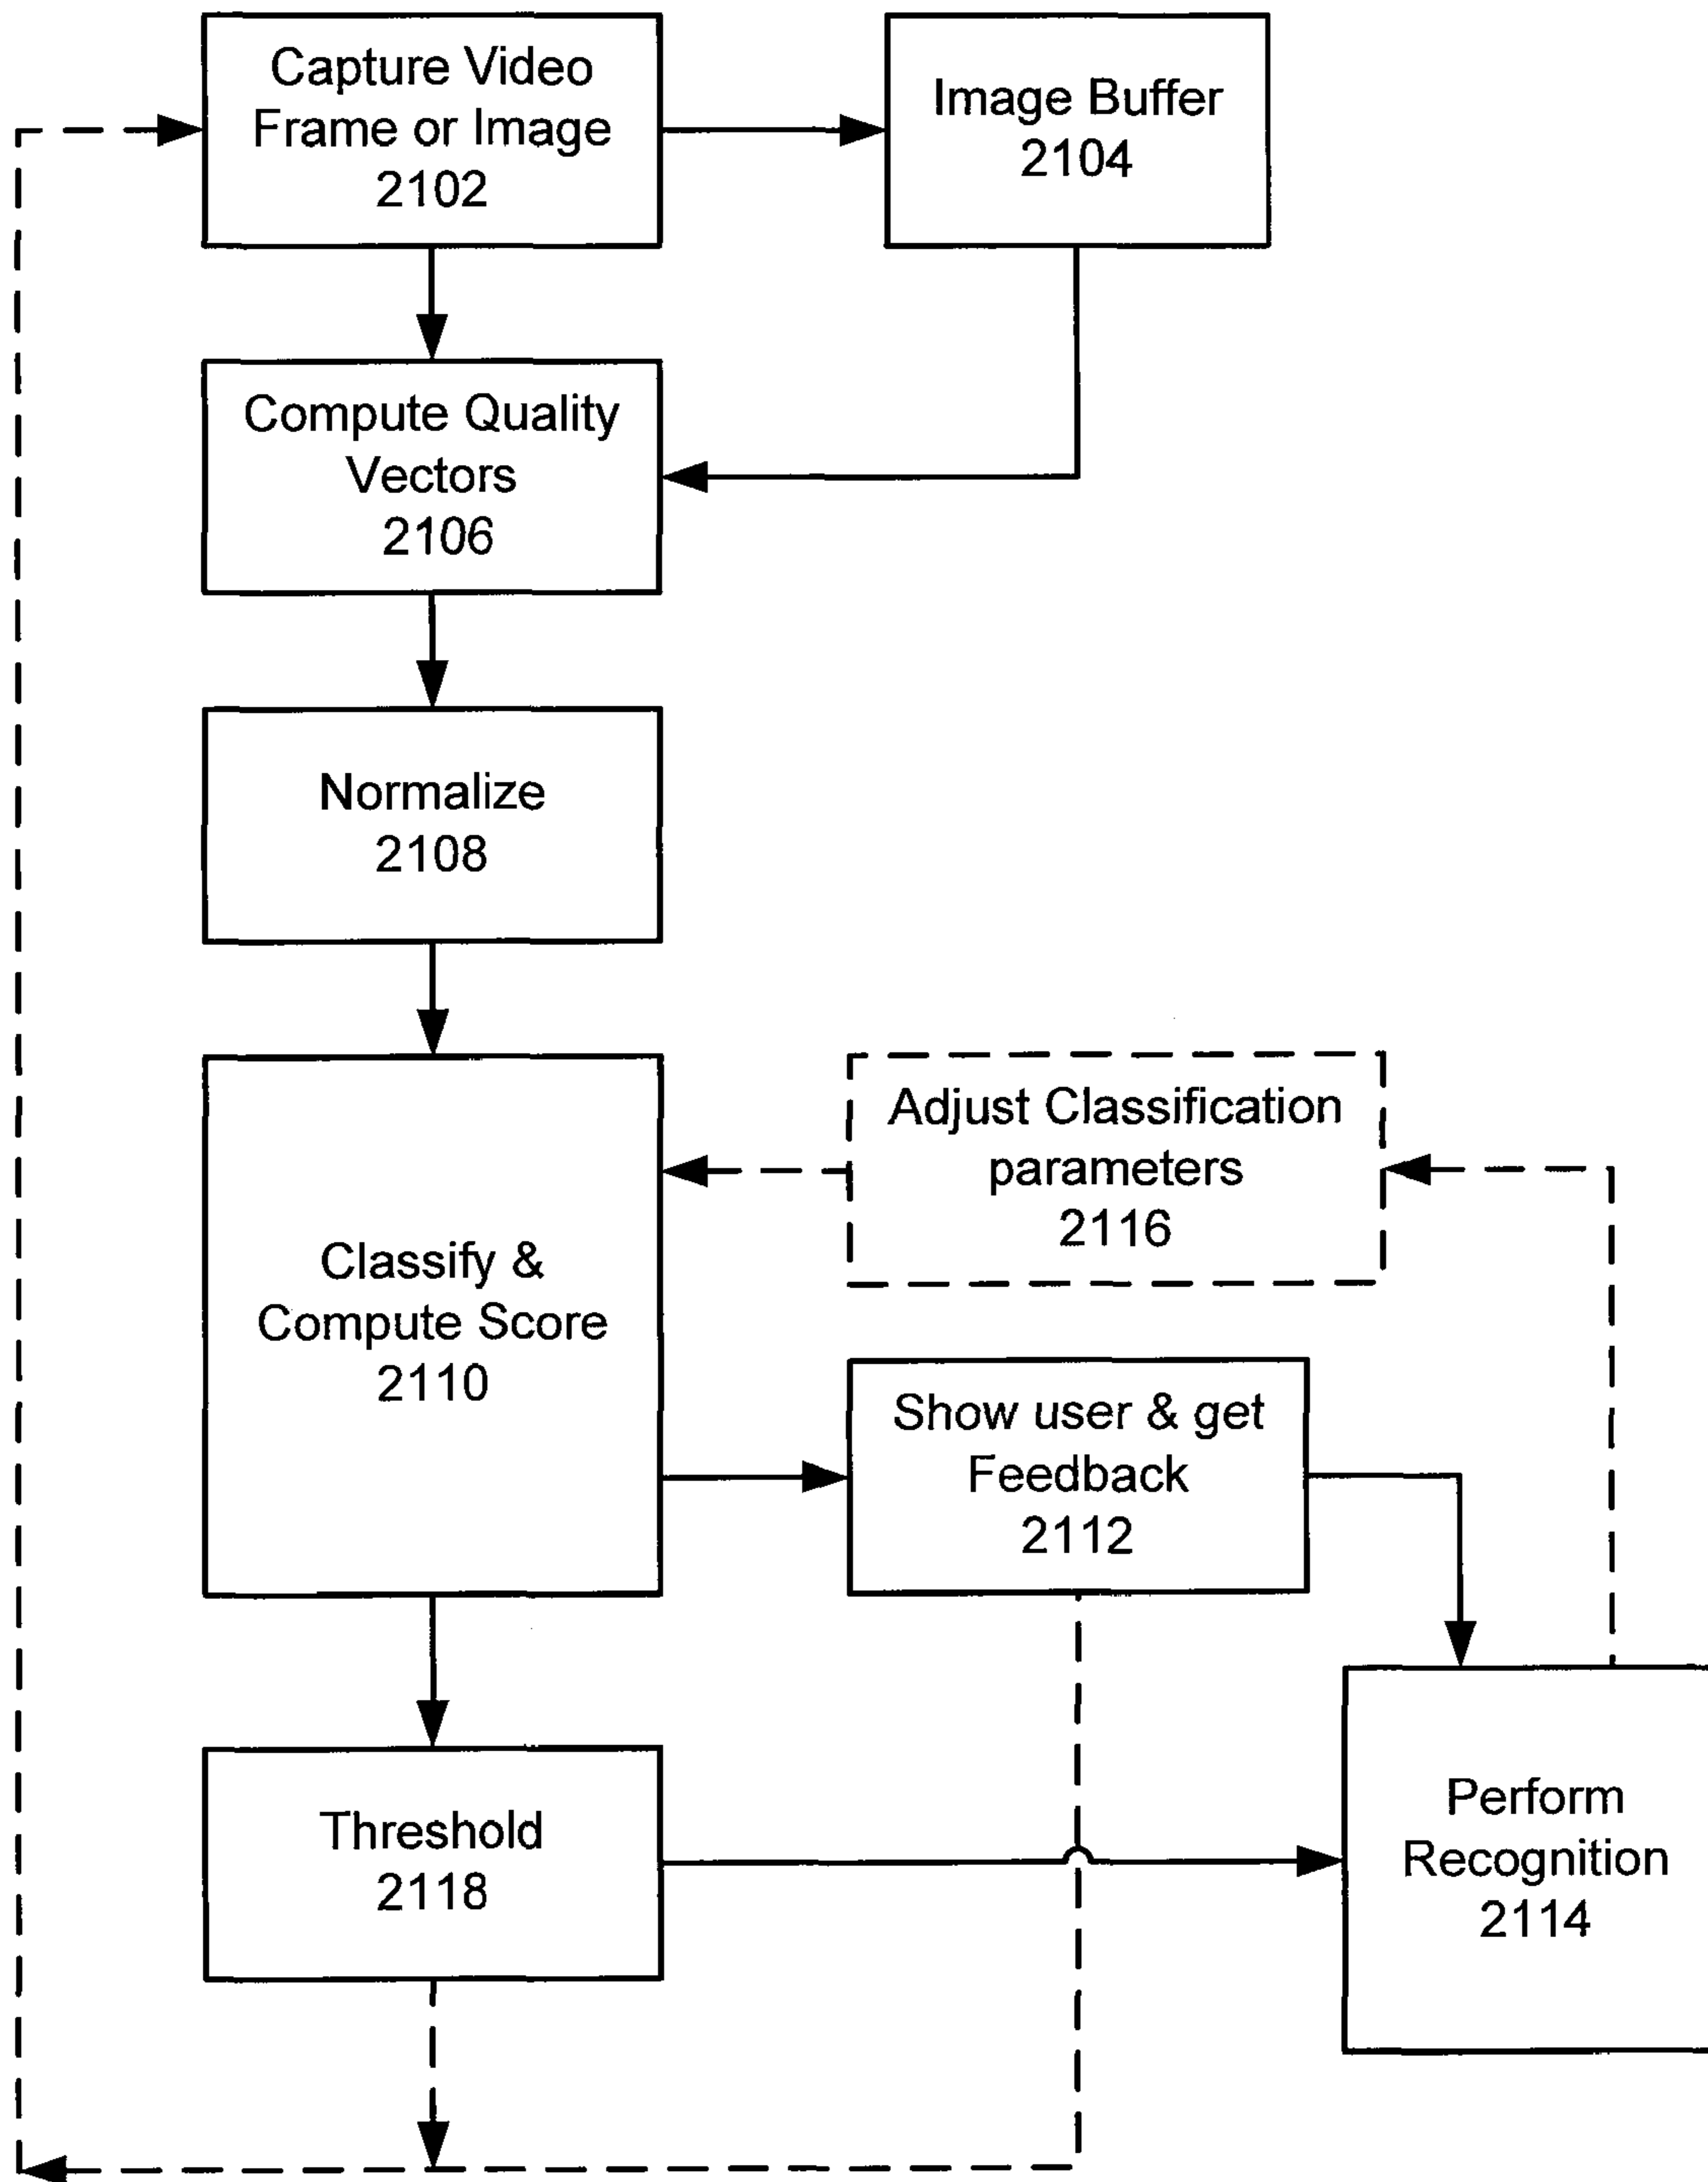 Capture Video
Frame or Image
2102
Image Buffer
2104
Compute Quality
Vectors
2106
Normalize
2108
Adjust Classification
parameters
2116
Classify &
Compute Score
2110
Show user & get
Feedback
2112
Threshold
2118
Perform
Recognition
2114